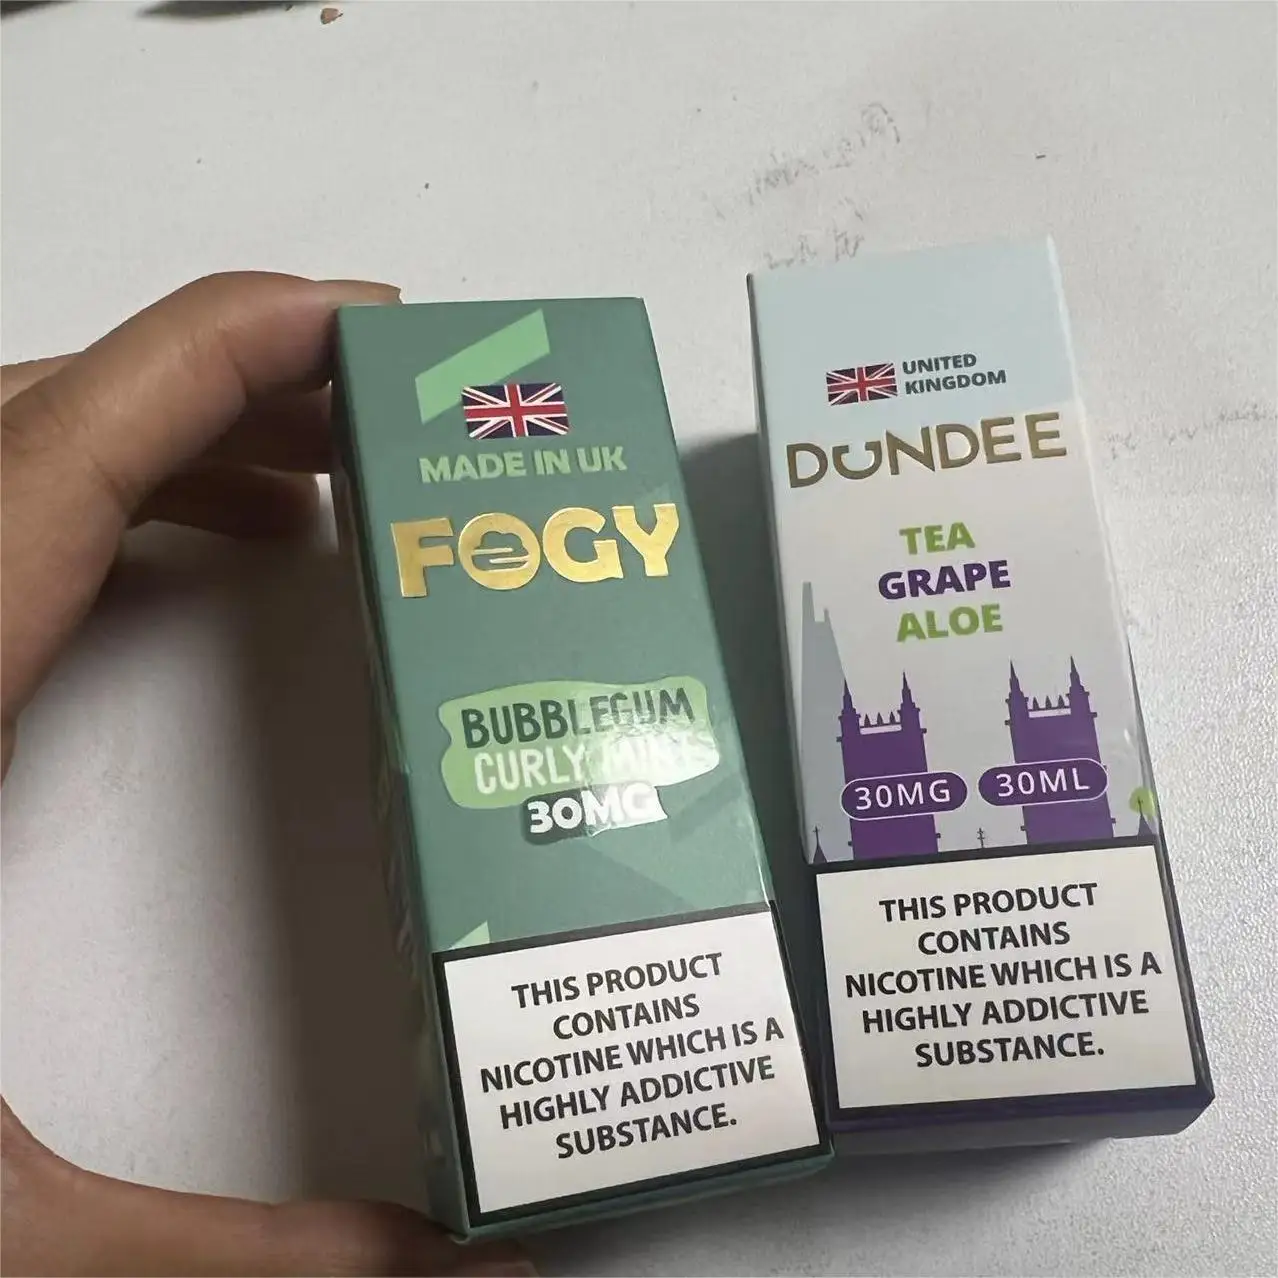 MADE IN UK
FOGY
BUBBLEGUM
CURLY
30MG
THIS PRODUCT
CONTAINS
NICOTINE WHICH IS A
HIGHLY ADDICTIVE
SUBSTANCE.
UNITED
KINGDOM
DUNDEE
TEA
GRAPE
ALOE
30MG 30ML
THIS PRODUCT
CONTAINS
NICOTINE WHICH IS A
HIGHLY ADDICTIVE
SUBSTANCE.